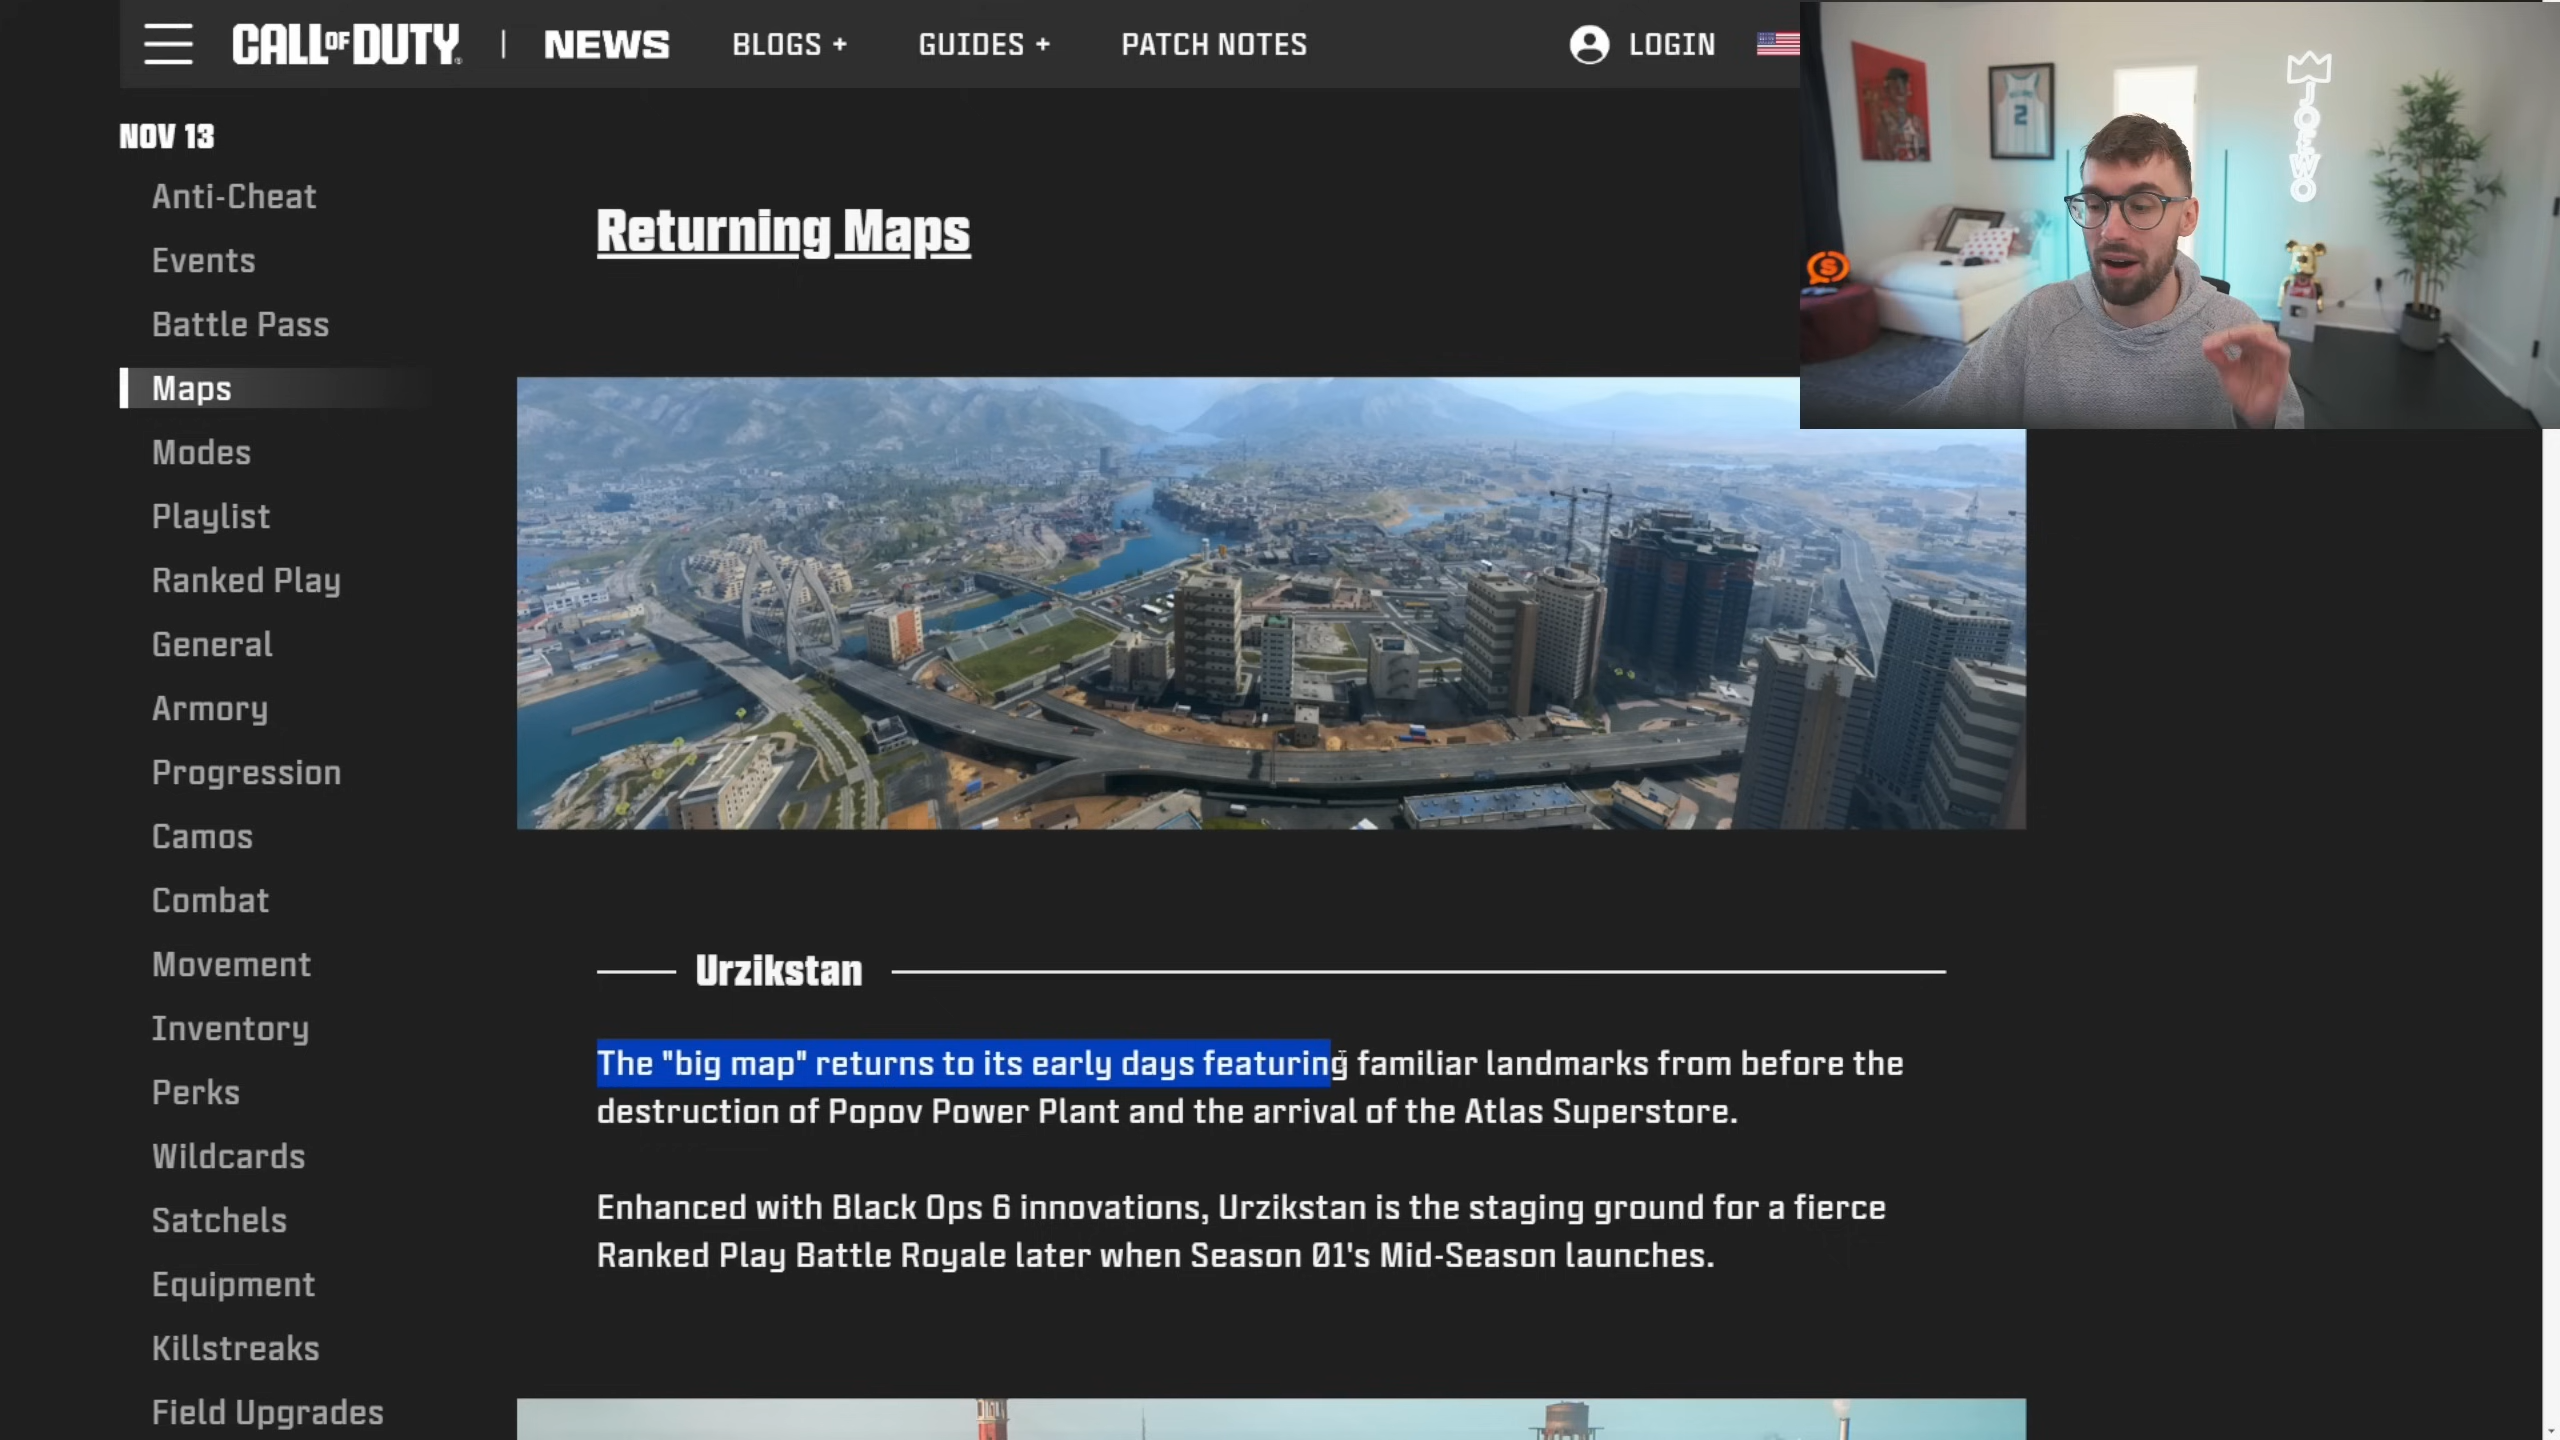 CALL OF DUTY | NEWS BLOGS + GUIDES + PATCH NOTES LOGIN
NOV 13
Anti-Cheat
Events
Battle Pass
Maps
Modes
Playlist
Ranked Play
General
Armory
Progression
Camos
Combat
Movement
Inventory
Perks
Wildcards
Satchels
Equipment
Killstreaks
Field Upgrades
Returning Maps
Urzikstan
The "big map" returns to its early days featuring familiar landmarks from before the
destruction of Popov Power Plant and the arrival of the Atlas Superstore.
Enhanced with Black Ops 6 innovations, Urzikstan is the staging ground for a fierce
Ranked Play Battle Royale later when Season 01's Mid-Season launches.
2
JOEWO